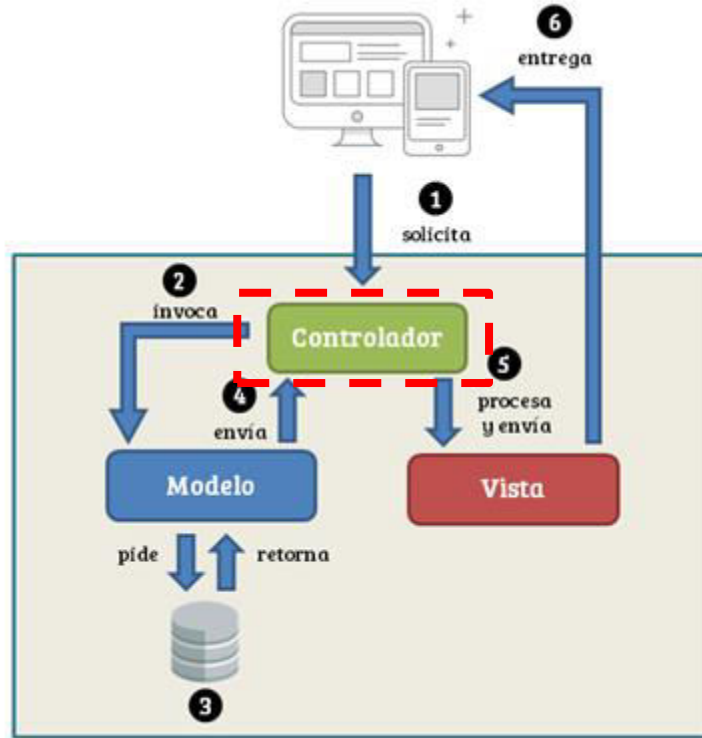 6
entrega
1
solicita
2
invoca
Controlador
4
envía
5
procesa
y envía
Modelo
Vista
pide
retorna
3